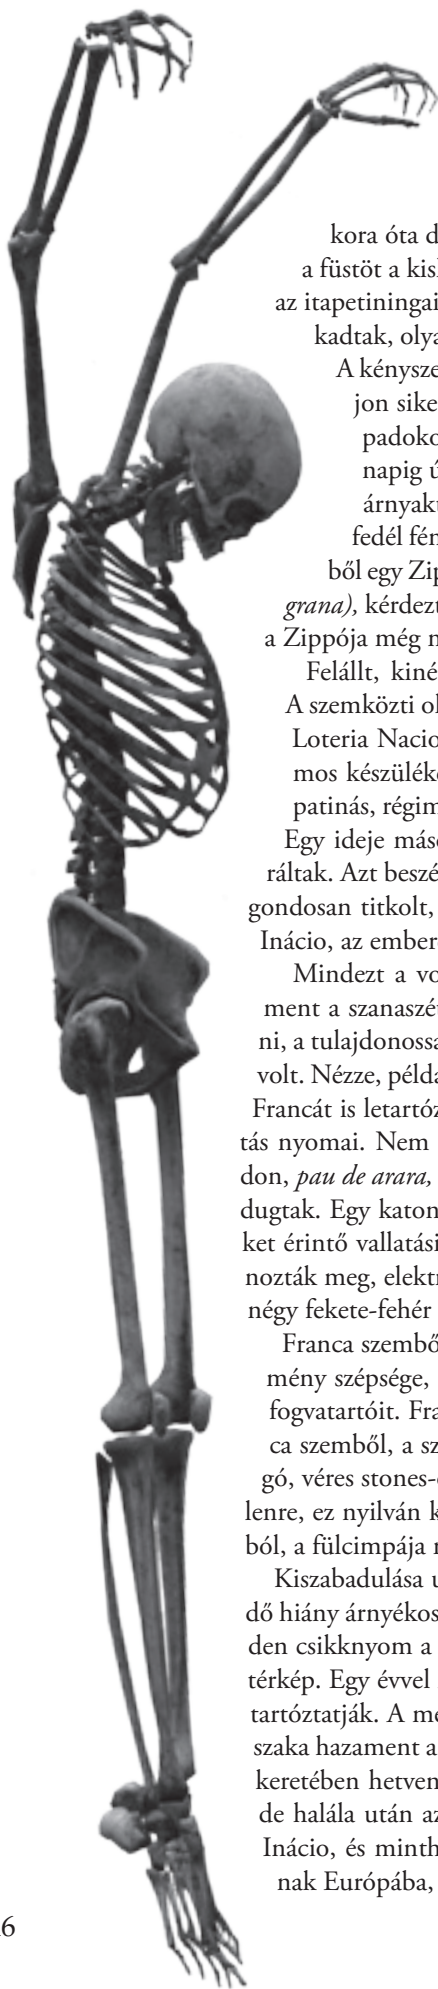 kora óta d
a füstöt a kisl
az itapetiningai
kadtak, olya
A kénysze
jon sike
padoko
napig ú
árnyakt
fedél fén
ből egy Zip
grana), kérdezt
a Zippója még n
Felállt, kiné
A szemközti ol
Loteria Nacio
mos készüléke
patinás, régim
Egy ideje máso
ráltak. Azt beszé
gondosan titkolt,
Inácio, az ember
Mindezt a vo
ment a szanaszét
ni, a tulajdonossa
volt. Nézze, példa
Francát is letartóz
tás nyomai. Nem
don, pau de arara,
dugtak. Egy katon
ket érintő vallatási
nozták meg, elektr
négy fekete-fehér
Franca szembő
mény szépsége,
fogvatartóit. Fra
ca szemből, a sz
gó, véres stones-
lenre, ez nyilván k
ból, a fülcimpája n
Kiszabadulása u
dő hiány árnyékos
den csikknyom a
térkép. Egy évvel
tartóztatják. A me
szaka hazament a
keretében hetven
de halála után az
Inácio, és minth
nak Európába,
6